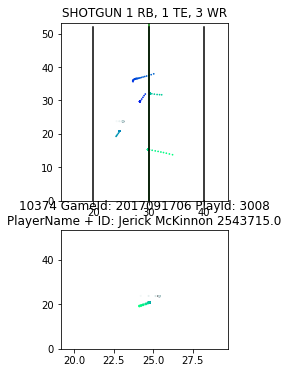 SHOTGUN 1 RB, 1 TE, 3 WR
50
40
30
20
10
0
20 30 40
10374 GameId: 2017091706 PlayId: 3008
PlayerName + ID: Jerick McKinnon 2543715.0
40
20
0
20.0 22.5 25.0 27.5